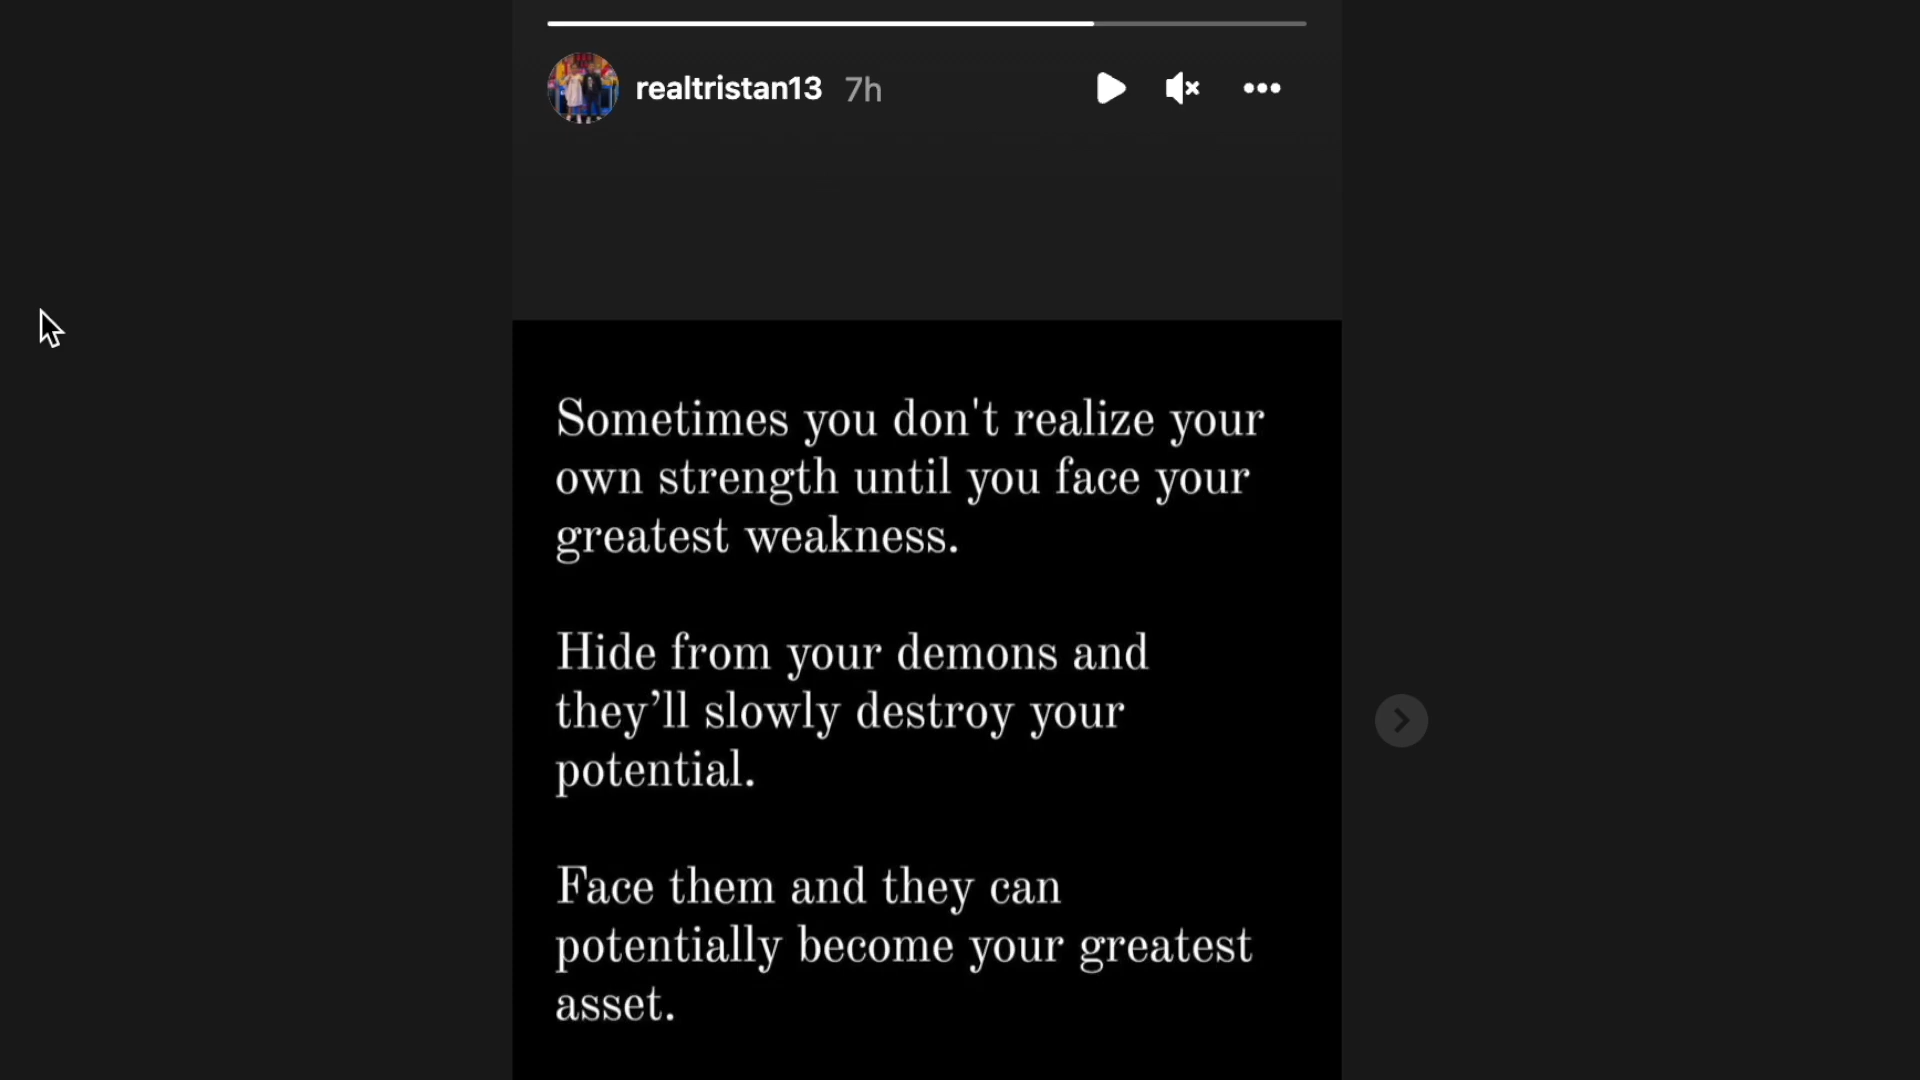 realtristan13 7h
Sometimes you don't realize your
own strength until you face your
greatest weakness.
Hide from your demons and
they’ll slowly destroy your
potential.
Face them and they can
potentially become your greatest
asset.